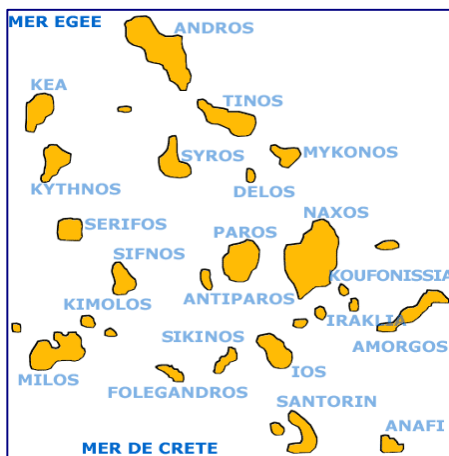 MER EGEE
ANDROS
KEA
TINOS
SYROS
MYKONOS
KYTHNOS
DELOS
NAXOS
SERIFOS
PAROS
SIFNOS
KOUFONISSIA
KIMOLOS
ANTIPAROS
IRAKLIA
SIKINOS
AMORGOS
MILOS
IOS
FOLEGANDROS
SANTORIN
ANAFI
MER DE CRETE